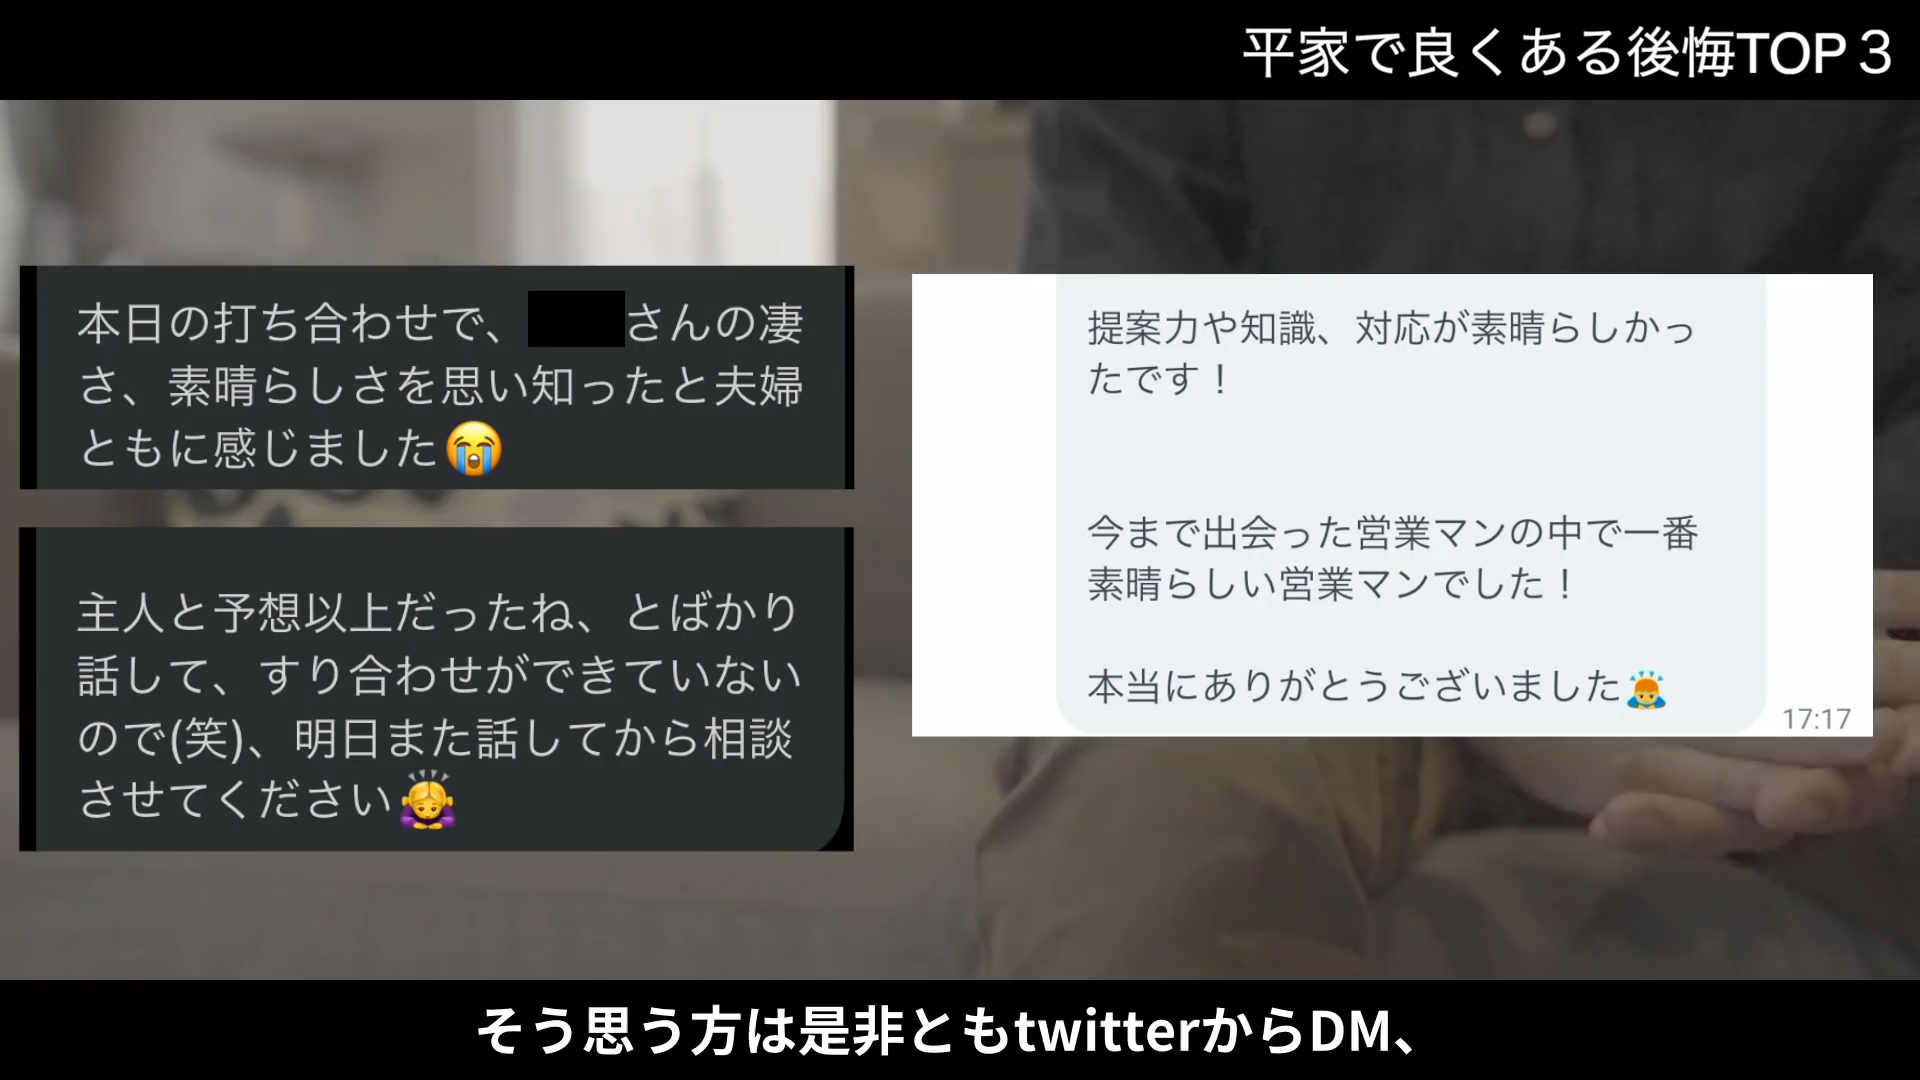 平家で良くある後悔TOP３
本日の打ち合わせで、 さんの凄
さ、素晴らしさを思い知ったと夫婦
ともに感じました😭
主人と予想以上だったね、とばかり
話して、すり合わせができていない
ので(笑)、明日また話してから相談
させてください🙇‍♀️
提案力や知識、対応が素晴らしかっ
たです！
今まで出会った営業マンの中で一番
素晴らしい営業マンでした！
本当にありがとうございました🙇‍♂️
17:17
そう思う方は是非ともtwitterからDM、